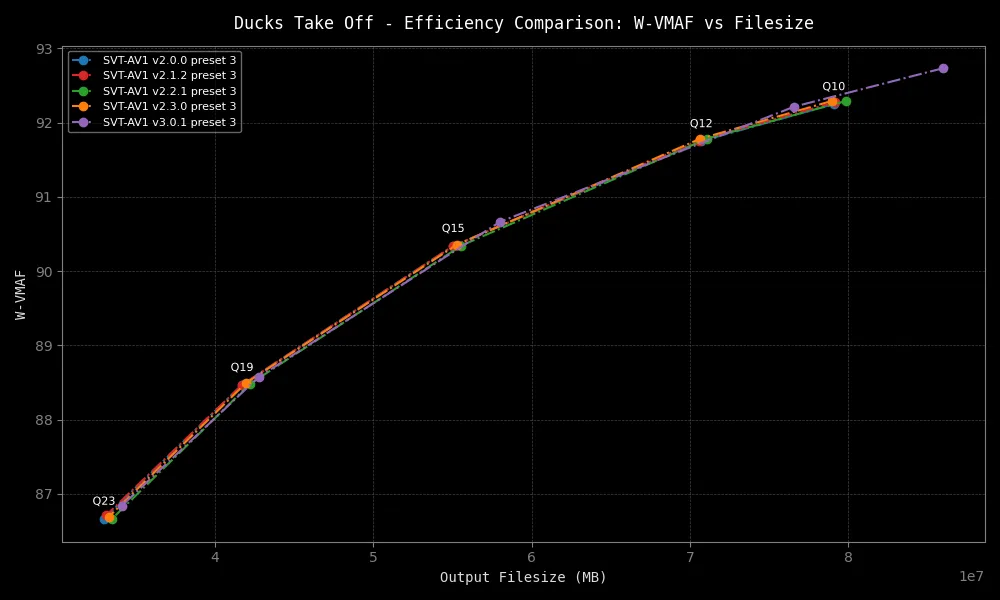 Ducks Take Off - Efficiency Comparison: W-VMAF vs Filesize
SVT-AV1 v2.0.0 preset 3
SVT-AV1 v2.1.2 preset 3
SVT-AV1 v2.2.1 preset 3
SVT-AV1 v2.3.0 preset 3
SVT-AV1 v3.0.1 preset 3
93
92
91
90
89
88
87
W-VMAF
Q10
Q12
Q15
Q19
Q23
4 5 6 7 8
1e7
Output Filesize (MB)